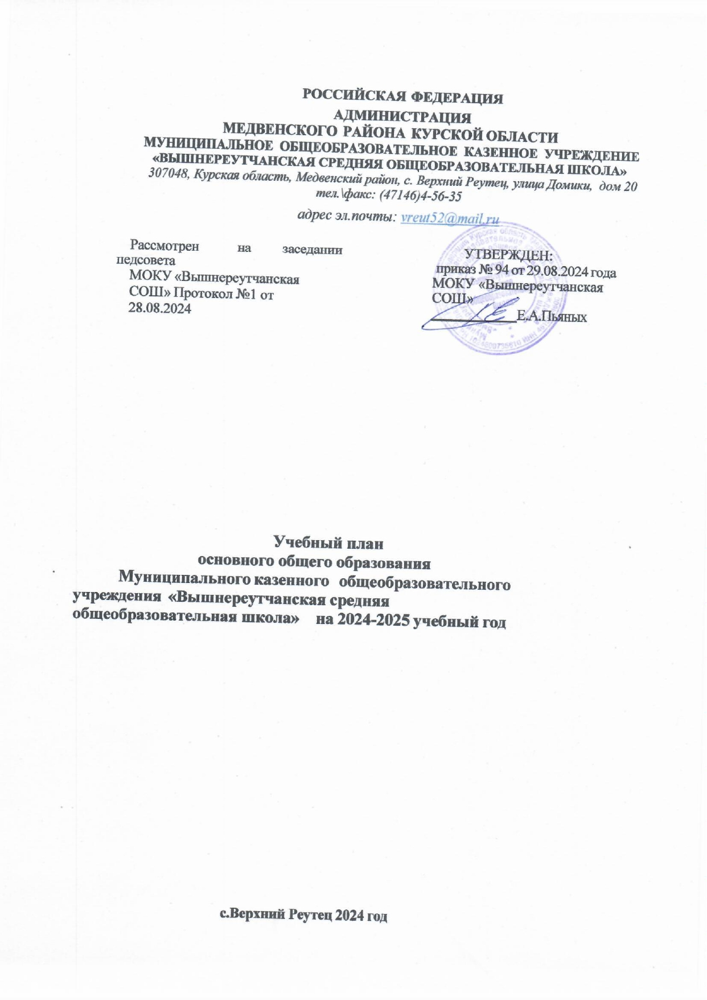 РОССИЙСКАЯ ФЕДЕРАЦИЯ
АДМИНИСТРАЦИЯ
МЕДВЕНСКОГО РАЙОНА КУРСКОЙ ОБЛАСТИ
МУНИЦИПАЛЬНОЕ ОБЩЕОБРАЗОВАТЕЛЬНОЕ КАЗЕННОЕ УЧРЕЖДЕНИЕ
«ВЫШНЕРЕУТЧАНСКАЯ СРЕДНЯЯ ОБЩЕОБРАЗОВАТЕЛЬНАЯ ШКОЛА»
307048, Курская область, Медвенский район, с. Верхний Реутец, улица Домики, дом 20
тел.\факс: (47146)4-56-35
адрес эл.почты: vreut52@mail.ru
Рассмотрен на заседании
педсовета
МОКУ «Вышнереутчанская
СОШ» Протокол №1 от
28.08.2024
УТВЕРЖДЕН:
приказ № 94 от 29.08.2024 года
МОКУ «Вышнереутчанская
СОШ»
Е.А.Пьяных
Учебный план
основного общего образования
Муниципального казенного общеобразовательного
учреждения «Вышнереутчанская средняя
общеобразовательная школа» на 2024-2025 учебный год
с.Верхний Реутец 2024 год